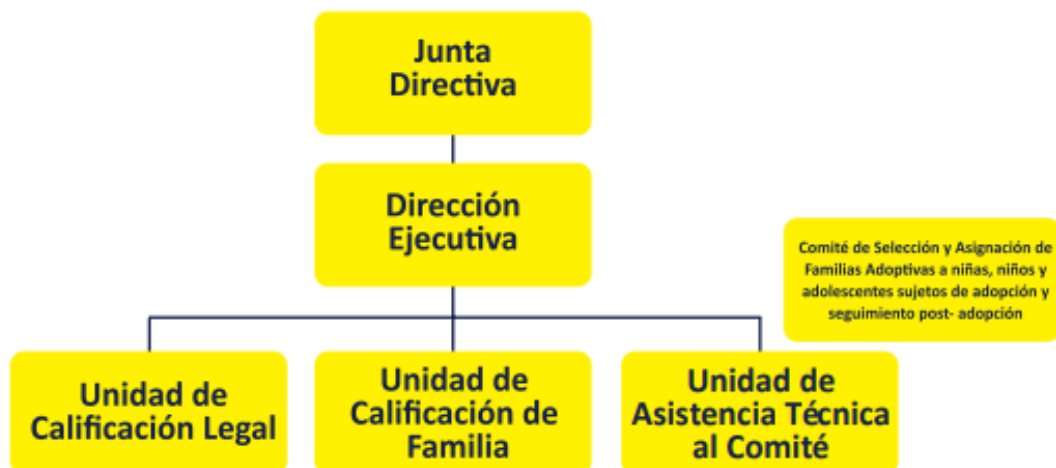 Junta
Directiva
Dirección
Ejecutiva
Comité de Selección y Asignación de
Familias Adoptivas a niñas, niños y
adolescentes sujetos de adopción y
seguimiento post- adopción
Unidad de
Calificación Legal
Unidad de
Calificación de
Familia
Unidad de
Asistencia Técnica
al Comité